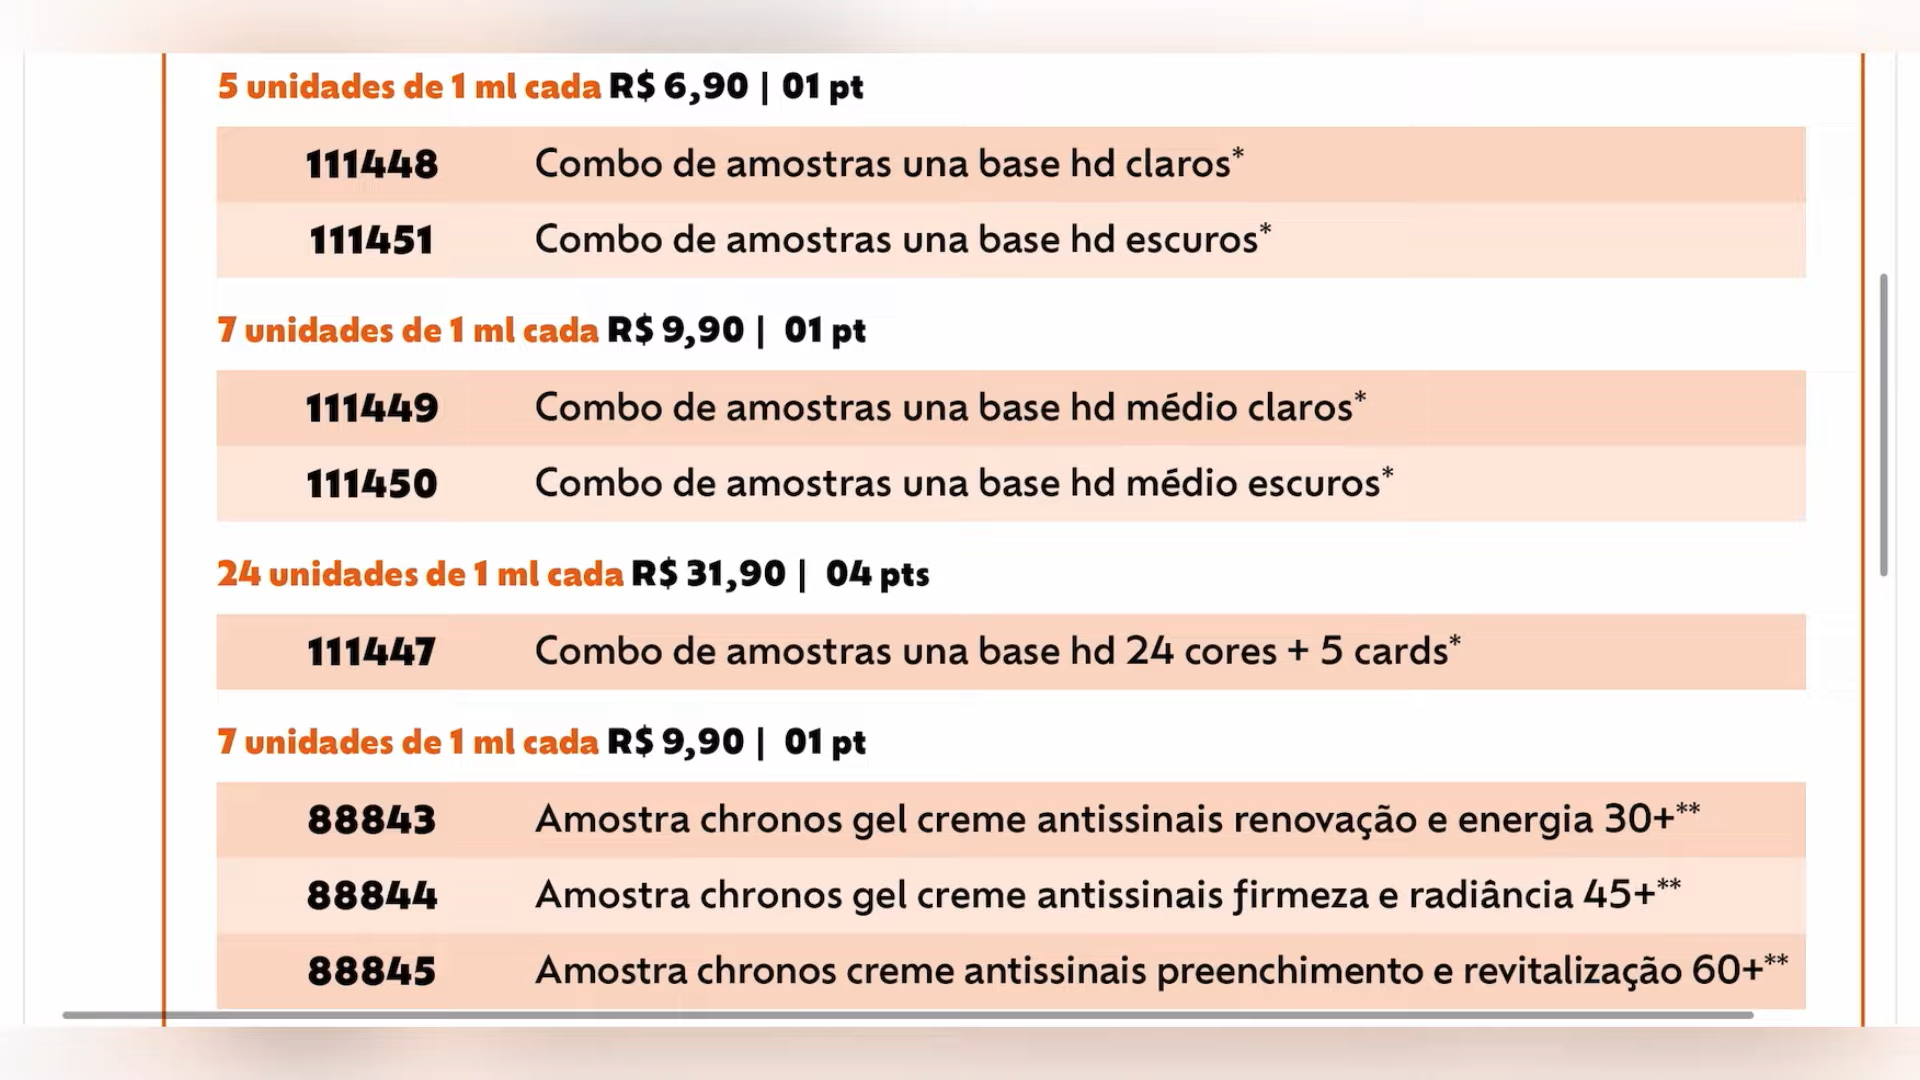 5 unidades de 1 ml cada R$ 6,90 | 01 pt
111448 Combo de amostras una base hd claros*
111451 Combo de amostras una base hd escuros*
7 unidades de 1 ml cada R$ 9,90 | 01 pt
111449 Combo de amostras una base hd médio claros*
111450 Combo de amostras una base hd médio escuros*
24 unidades de 1 ml cada R$ 31,90 | 04 pts
111447 Combo de amostras una base hd 24 cores + 5 cards*
7 unidades de 1 ml cada R$ 9,90 | 01 pt
88843 Amostra chronos gel creme antissinais renovação e energia 30+**
88844 Amostra chronos gel creme antissinais firmeza e radiância 45+**
88845 Amostra chronos creme antissinais preenchimento e revitalização 60+**